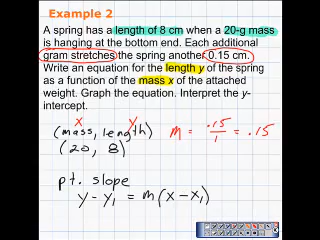 Example 2
A spring has a length of 8 cm when a 20-g mass
is hanging at the bottom end. Each additional
gram stretches the spring another 0.15 cm.
Write an equation for the length y of the spring
as a function of the mass x of the attached
weight. Graph the equation. Interpret the y-
intercept.
x y
(mass, length) m = .15/1 = .15
(20, 8)
pt. slope
y - y₁ = m(x - x₁)